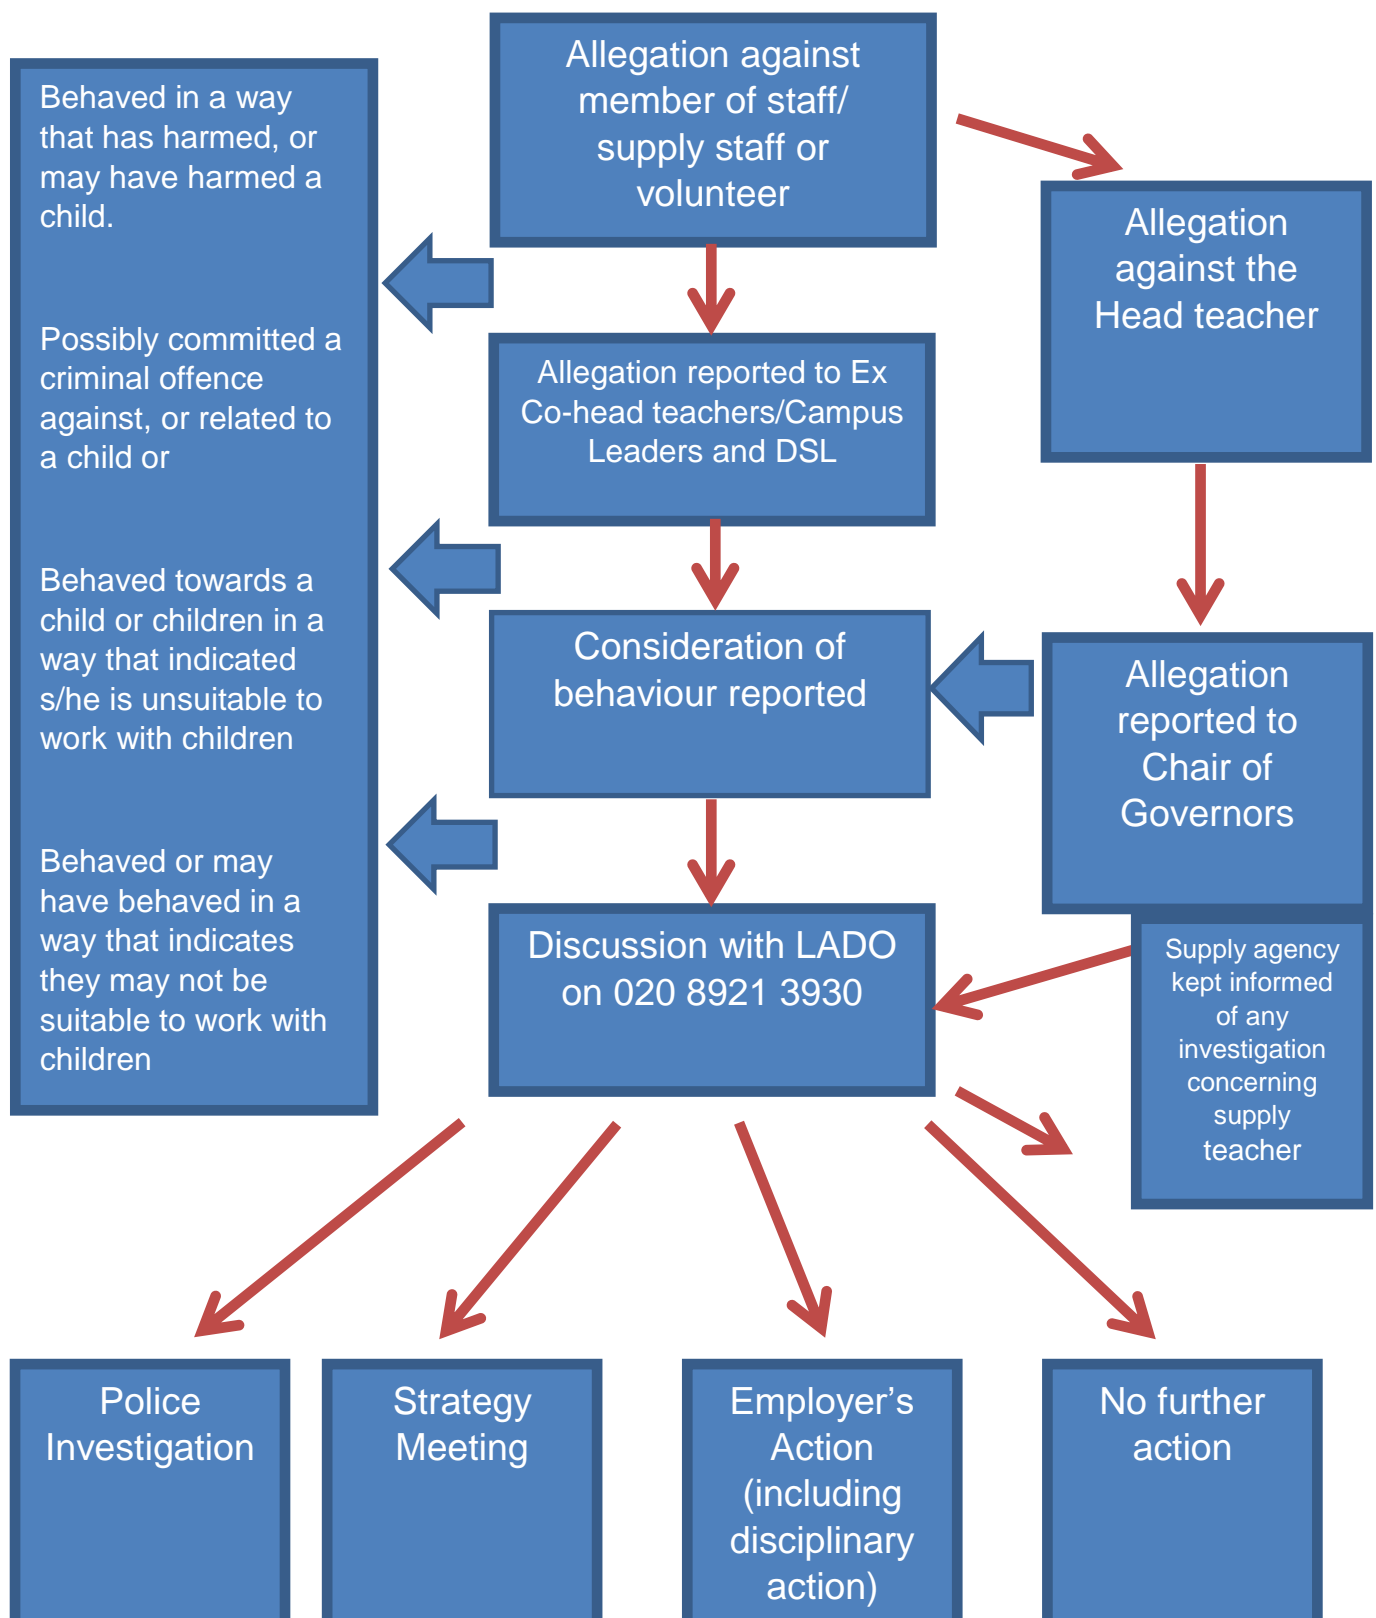 Allegation against
member of staff/
supply staff or
volunteer
Behaved in a way
that has harmed, or
may have harmed a
child.
Possibly committed a
criminal offence
against, or related to
a child or
Behaved towards a
child or children in a
way that indicated
s/he is unsuitable to
work with children
Behaved or may
have behaved in a
way that indicates
they may not be
suitable to work with
children
Allegation
against the
Head teacher
Allegation reported to Ex
Co-head teachers/Campus
Leaders and DSL
Consideration of
behaviour reported
Allegation
reported to
Chair of
Governors
Discussion with LADO
on 020 8921 3930
Supply agency
kept informed
of any
investigation
concerning
supply
teacher
Police
Investigation
Strategy
Meeting
Employer’s
Action
(including
disciplinary
action)
No further
action